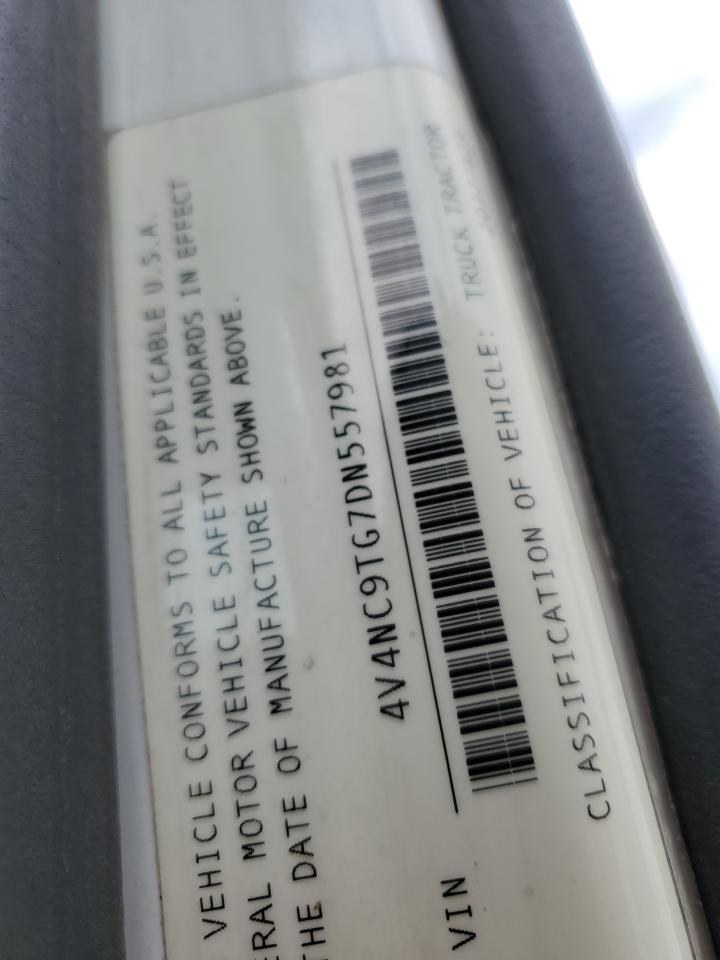 VEHICLE CONFORMS TO ALL APPLICABLE U.S.A.
ERAL MOTOR VEHICLE SAFETY STANDARDS IN EFFECT
THE DATE OF MANUFACTURE SHOWN ABOVE.
4V4NC9TG7DN557981
VIN
CLASSIFICATION OF VEHICLE: TRUCK TRACTOR